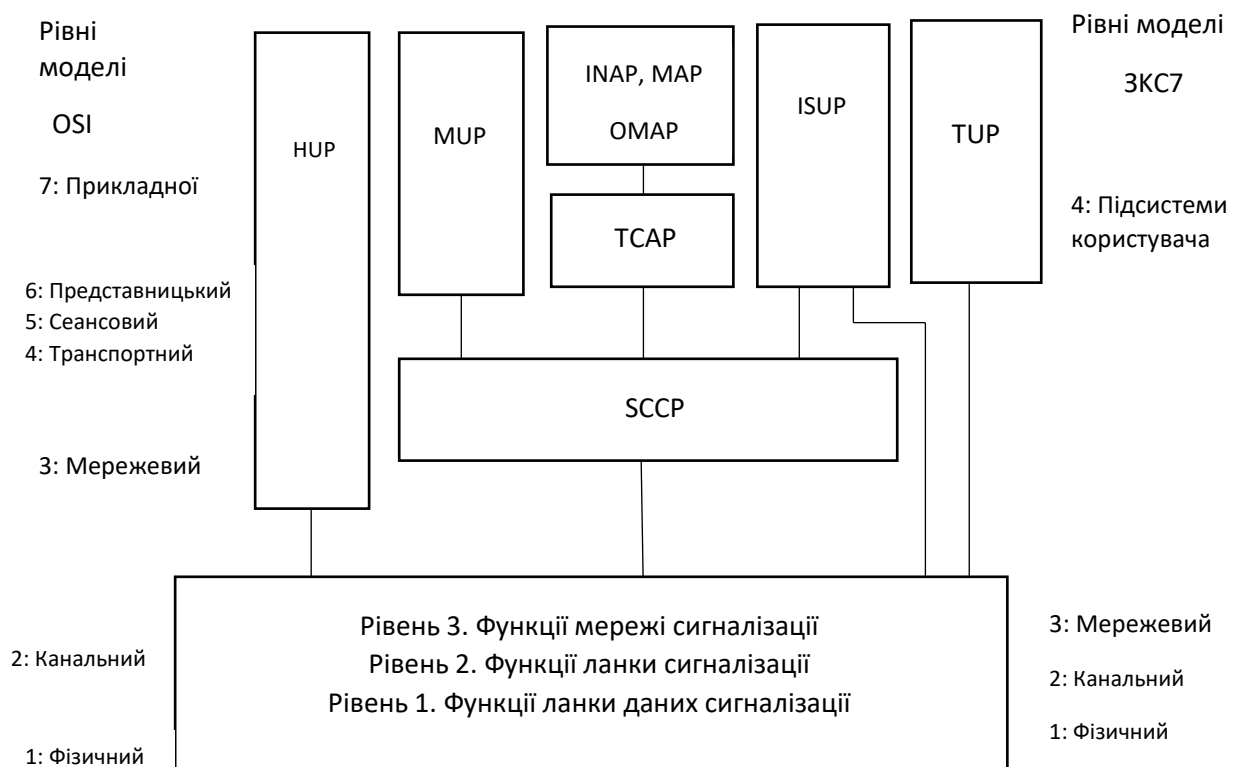 Рівні
моделі
OSI
7: Прикладної
6: Представницький
5: Сеансовий
4: Транспортний
3: Мережевий
2: Канальний
1: Фізичний
HUP
MUP
INAP, MAP
OMAP
TCAP
ISUP
TUP
SCCP
Рівень 3. Функції мережі сигналізації
Рівень 2. Функції ланки сигналізації
Рівень 1. Функції ланки даних сигналізації
Рівні моделі
ЗКС7
4: Підсистеми
користувача
3: Мережевий
2: Канальний
1: Фізичний